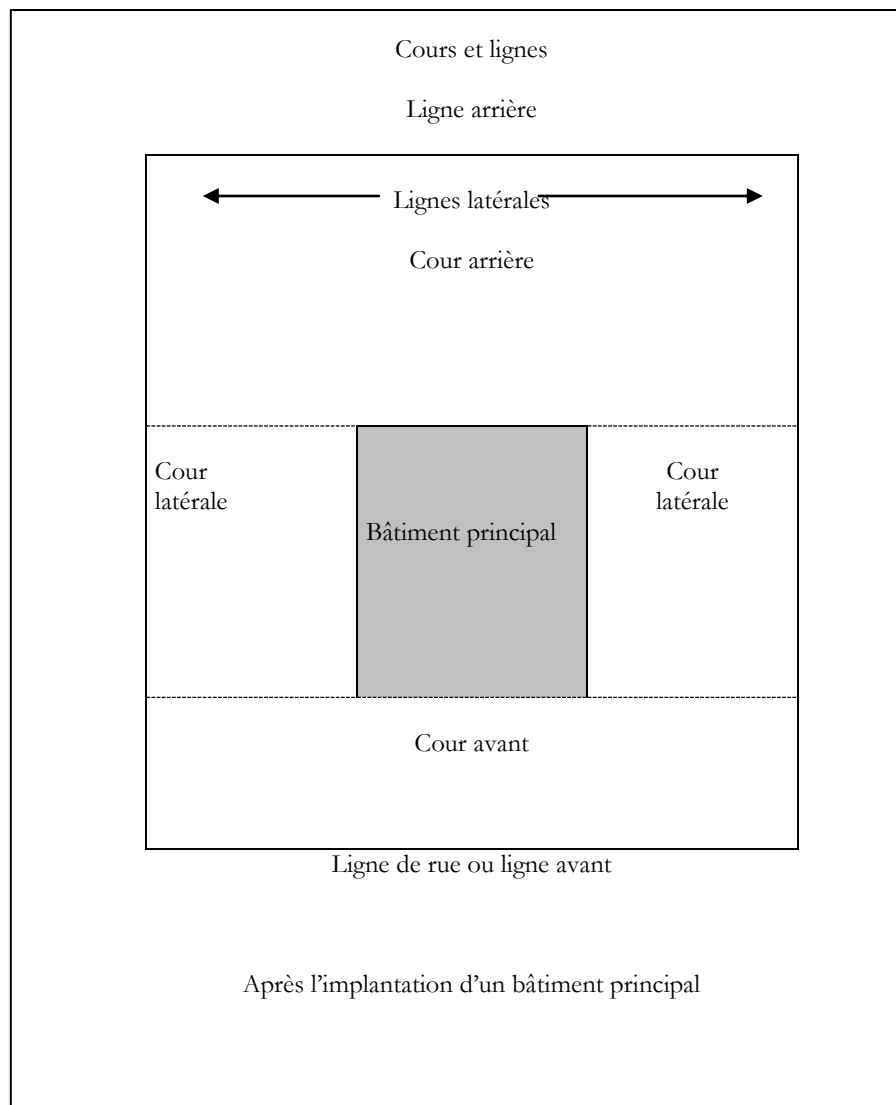 Cours et lignes
Ligne arrière
Lignes latérales
Cour arrière
Cour
latérale
Cour
latérale
Bâtiment principal
Cour avant
Ligne de rue ou ligne avant
Après l’implantation d’un bâtiment principal